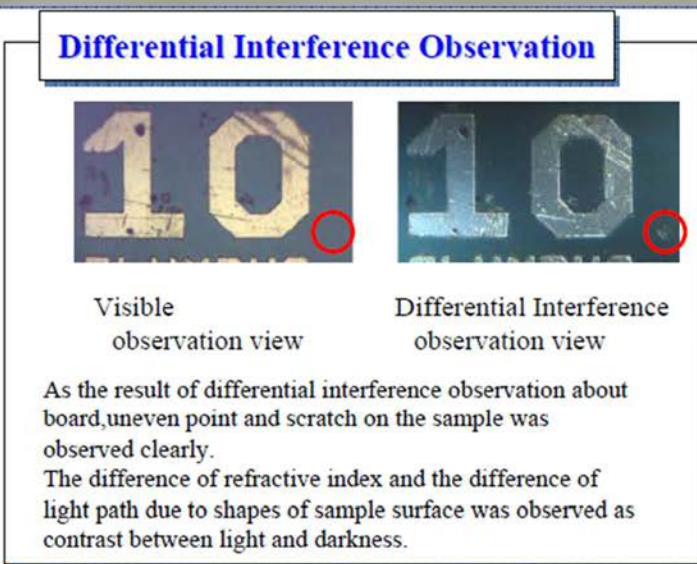 Differential Interference Observation
10
10
Visible
observation view
Differential Interference
observation view
As the result of differential interference observation about
board,uneven point and scratch on the sample was
observed clearly.
The difference of refractive index and the difference of
light path due to shapes of sample surface was observed as
contrast between light and darkness.